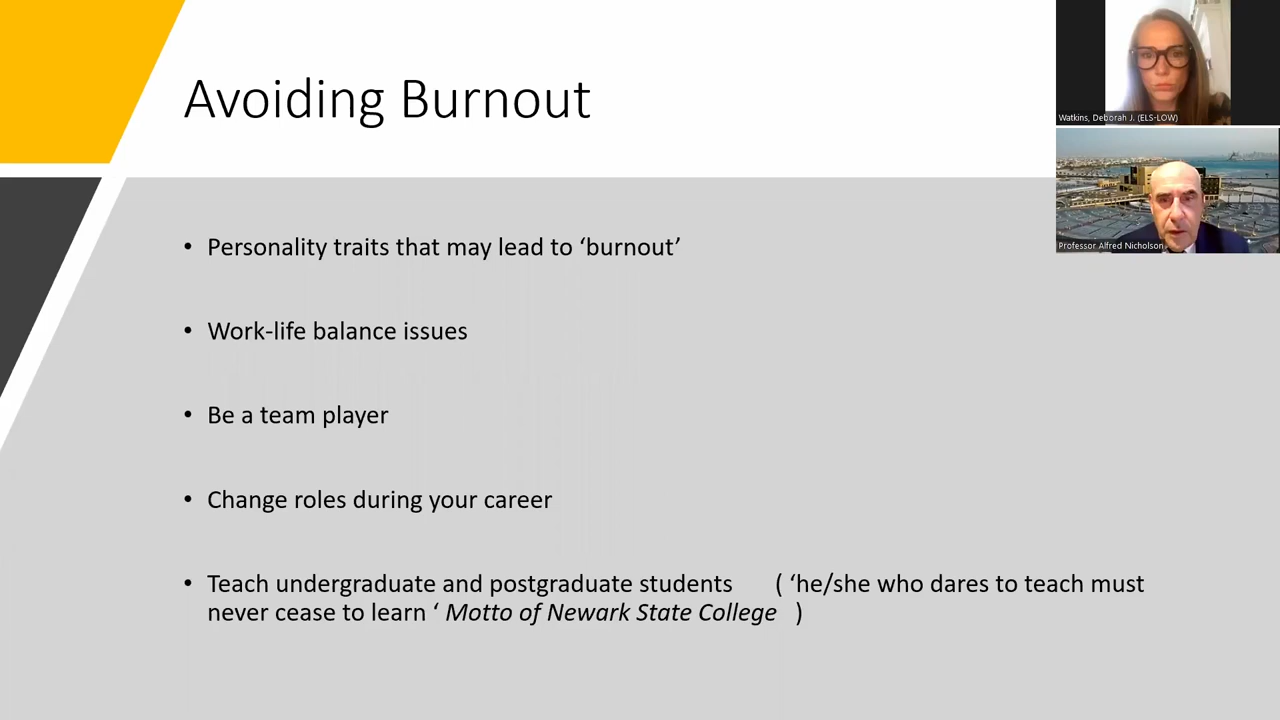 Avoiding Burnout
• Personality traits that may lead to ‘burnout’
• Work-life balance issues
• Be a team player
• Change roles during your career
• Teach undergraduate and postgraduate students ( ‘he/she who dares to teach must
never cease to learn ‘ Motto of Newark State College )
Watkins, Deborah J. (ELS-LOW)
Professor Alfred Nicholson